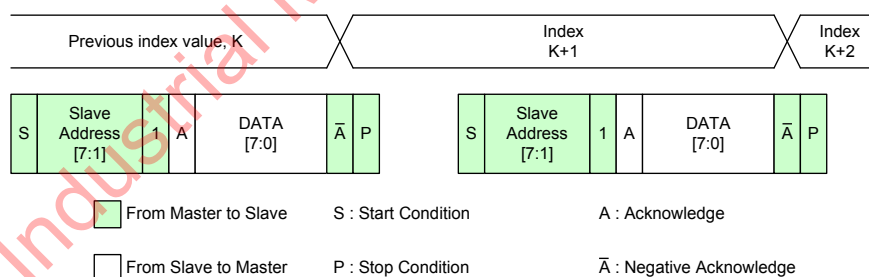 Previous index value, K
Index
K+1
Index
K+2
S
Slave
Address
[7:1]
1
A
DATA
[7:0]
A̅
P
S
Slave
Address
[7:1]
1
A
DATA
[7:0]
A̅
P
From Master to Slave
S : Start Condition
A : Acknowledge
From Slave to Master
P : Stop Condition
A̅ : Negative Acknowledge
Industrial